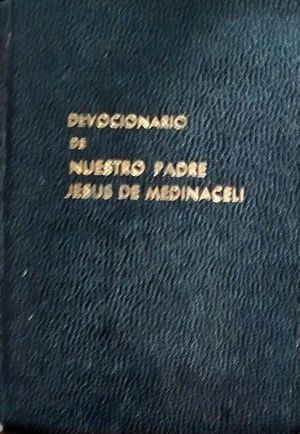 DEVOCIONARIO
DE
NUESTRO PADRE
JESUS DE MEDINACELI